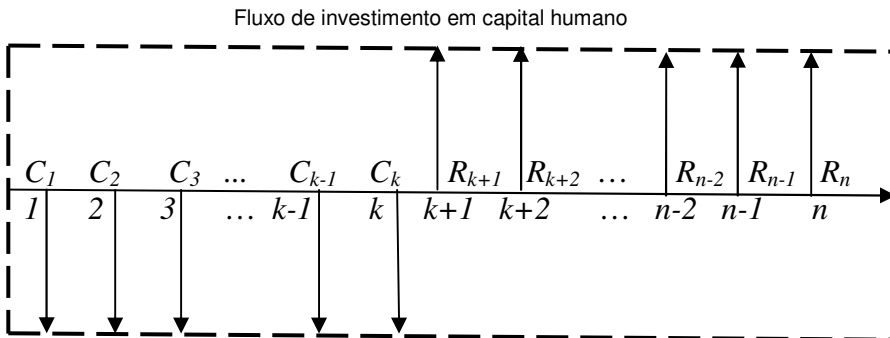 Fluxo de investimento em capital humano
C1 C2 C3 ... Ck-1 Ck Rk+1 Rk+2 … Rn-2 Rn-1 Rn
1 2 3 … k-1 k k+1 k+2 … n-2 n-1 n